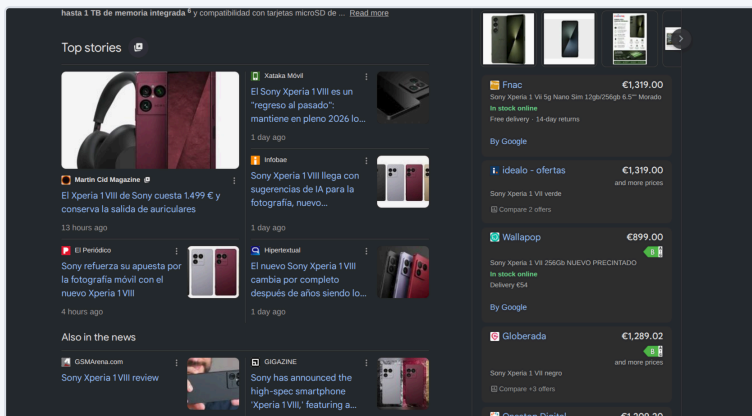 hasta 1 TB de memoria integrada 6 y compatibilidad con tarjetas microSD de ... Read more
Top stories
Martin Cid Magazine
El Xperia 1 VIII de Sony cuesta 1.499 € y
conserva la salida de auriculares
13 hours ago
Xataka Móvil
El Sony Xperia 1 VIII es un
"regreso al pasado":
mantiene en pleno 2026 lo...
1 day ago
Infobae
Sony Xperia 1 VIII llega con
sugerencias de IA para la
fotografía, nuevo...
1 day ago
El Periódico
Sony refuerza su apuesta por
la fotografía móvil con el
nuevo Xperia 1 VIII
4 hours ago
Hipertextual
El nuevo Sony Xperia 1 VIII
cambia por completo
después de años siendo lo...
1 day ago
Also in the news
GSMArena.com
Sony Xperia 1 VIII review
GIGAZINE
Sony has announced the
high-spec smartphone
'Xperia 1 VIII,' featuring a...
Fnac €1,319.00
Sony Xperia 1 Vii 5g Nano Sim 12gb/256gb 6.5"" Morado
In stock online
Free delivery · 14-day returns
By Google
idealo - ofertas €1,319.00
and more prices
Sony Xperia 1 VII verde
Compare 2 offers
Wallapop €899.00
B
Sony Xperia 1 VII 256Gb NUEVO PRECINTADO
In stock online
Delivery €54
By Google
Globerada €1,289.02
B
and more prices
Sony Xperia 1 VII negro
Compare +3 offers